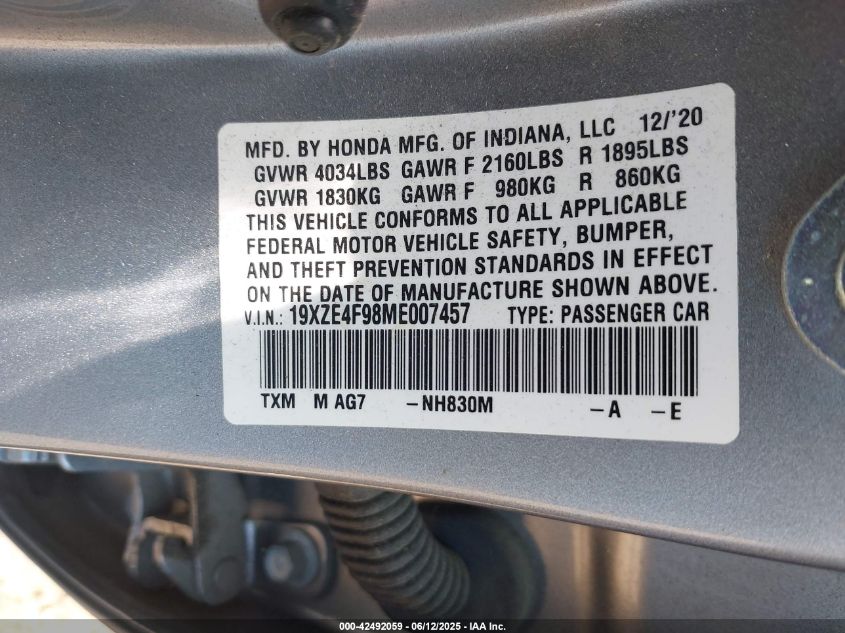 MFD. BY HONDA MFG. OF INDIANA, LLC 12/'20
GVWR 4034LBS GAWR F 2160LBS R 1895LBS
GVWR 1830KG GAWR F 980KG R 860KG
THIS VEHICLE CONFORMS TO ALL APPLICABLE
FEDERAL MOTOR VEHICLE SAFETY, BUMPER,
AND THEFT PREVENTION STANDARDS IN EFFECT
ON THE DATE OF MANUFACTURE SHOWN ABOVE.
V.I.N.: 19XZE4F98ME007457 TYPE: PASSENGER CAR
TXM M AG7 -NH830M -A -E
000-42492059 - 06/12/2025 - IAA Inc.